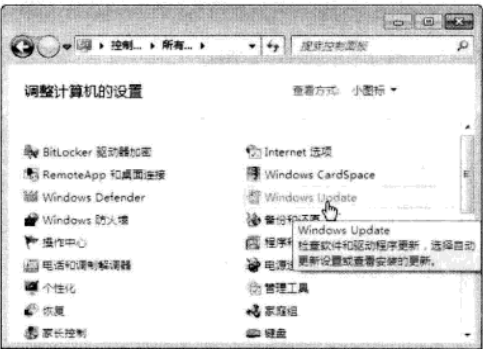 控制... 所有... 搜索控制面板
调整计算机的设置 查看方式: 小图标
BitLocker 驱动器加密 Internet 选项
RemoteApp 和桌面连接 Windows CardSpace
Windows Defender Windows Update
Windows 防火墙 备份和还原
操作中心 程序和
电话和调制解调器 电源
个性化 管理工具
恢复 家庭组
家长控制 键盘
Windows Update
检查软件和驱动程序更新，选择自动
更新设置或查看安装的更新。